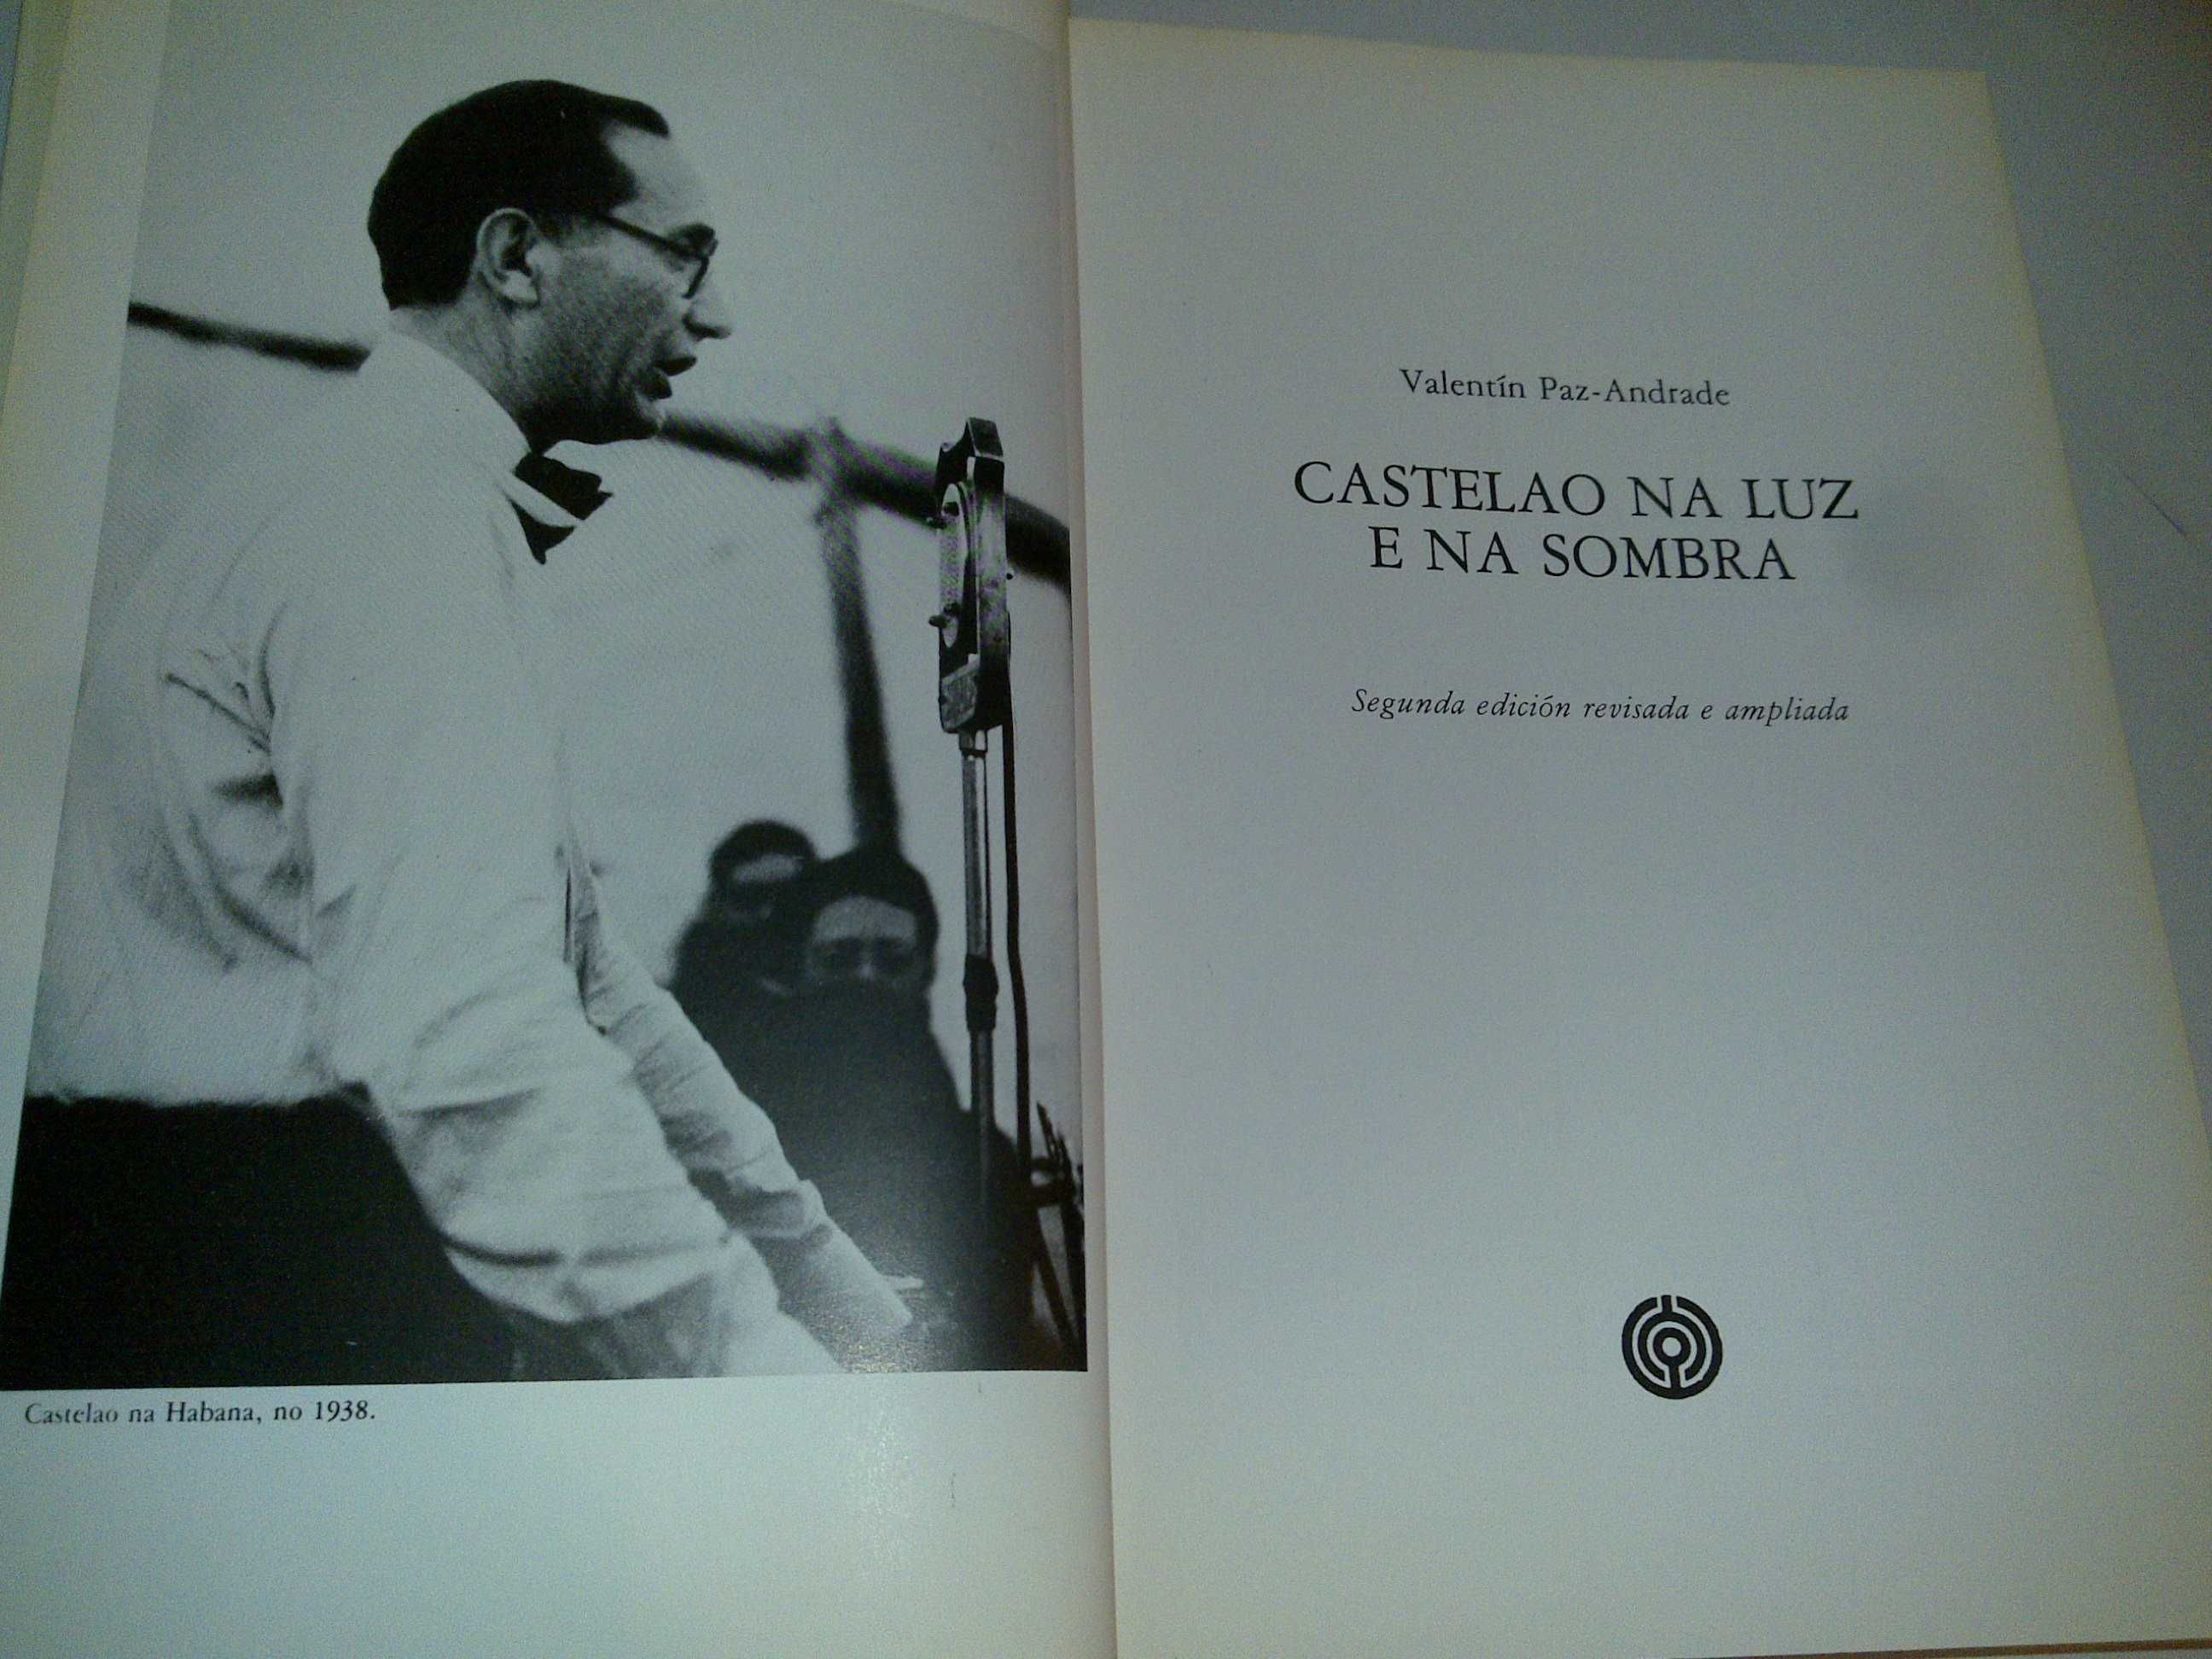 Castelao na Habana, no 1938.
Valentín Paz-Andrade
CASTELAO NA LUZ
E NA SOMBRA
Segunda edición revisada e ampliada